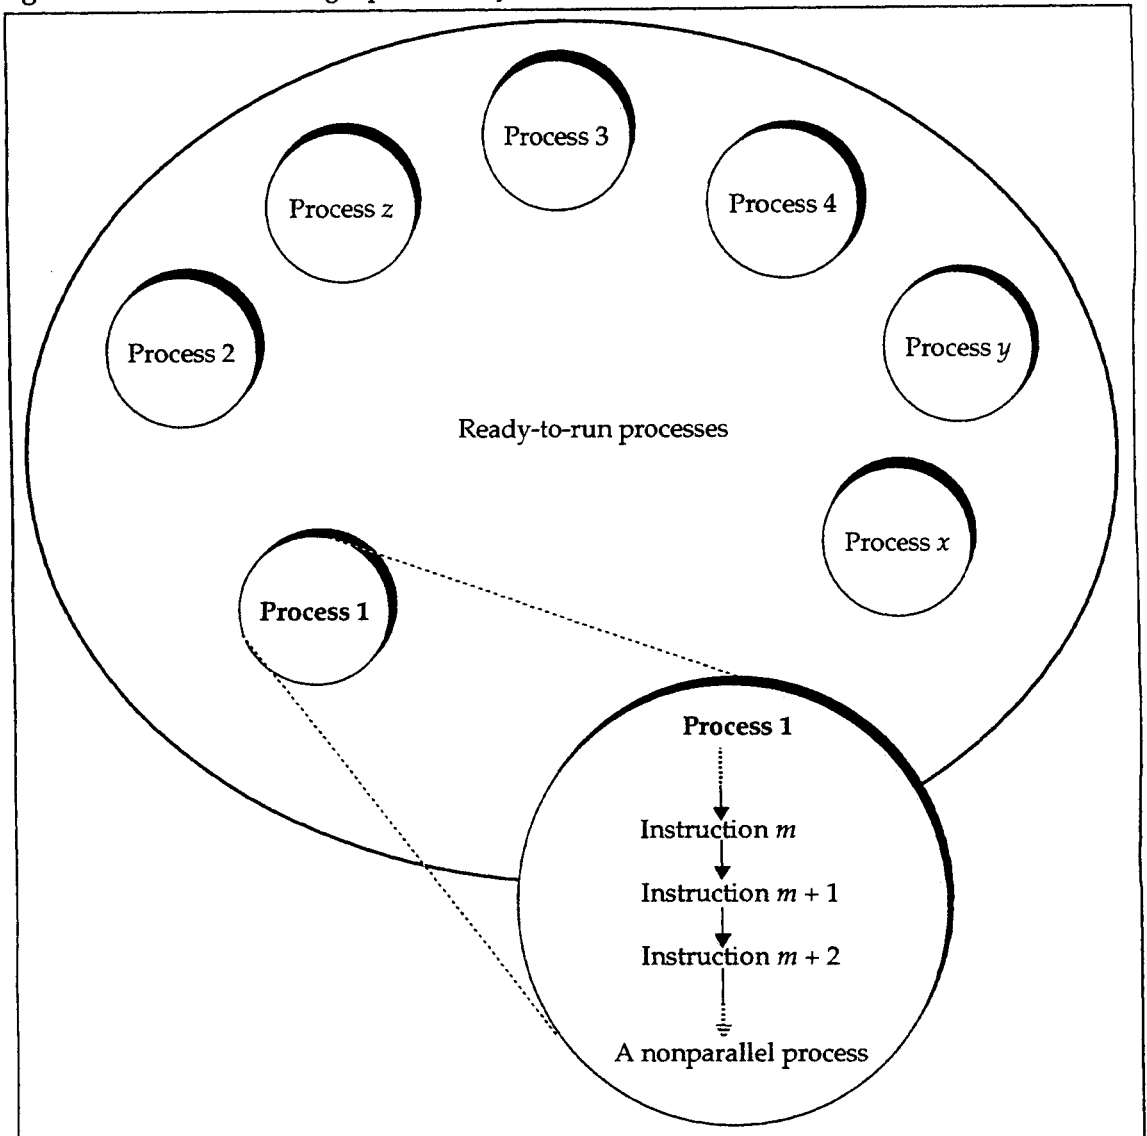 Process 3
Process z
Process 4
Process 2
Process y
Ready-to-run processes
Process x
Process 1
Process 1
Instruction m
Instruction m + 1
Instruction m + 2
A nonparallel process